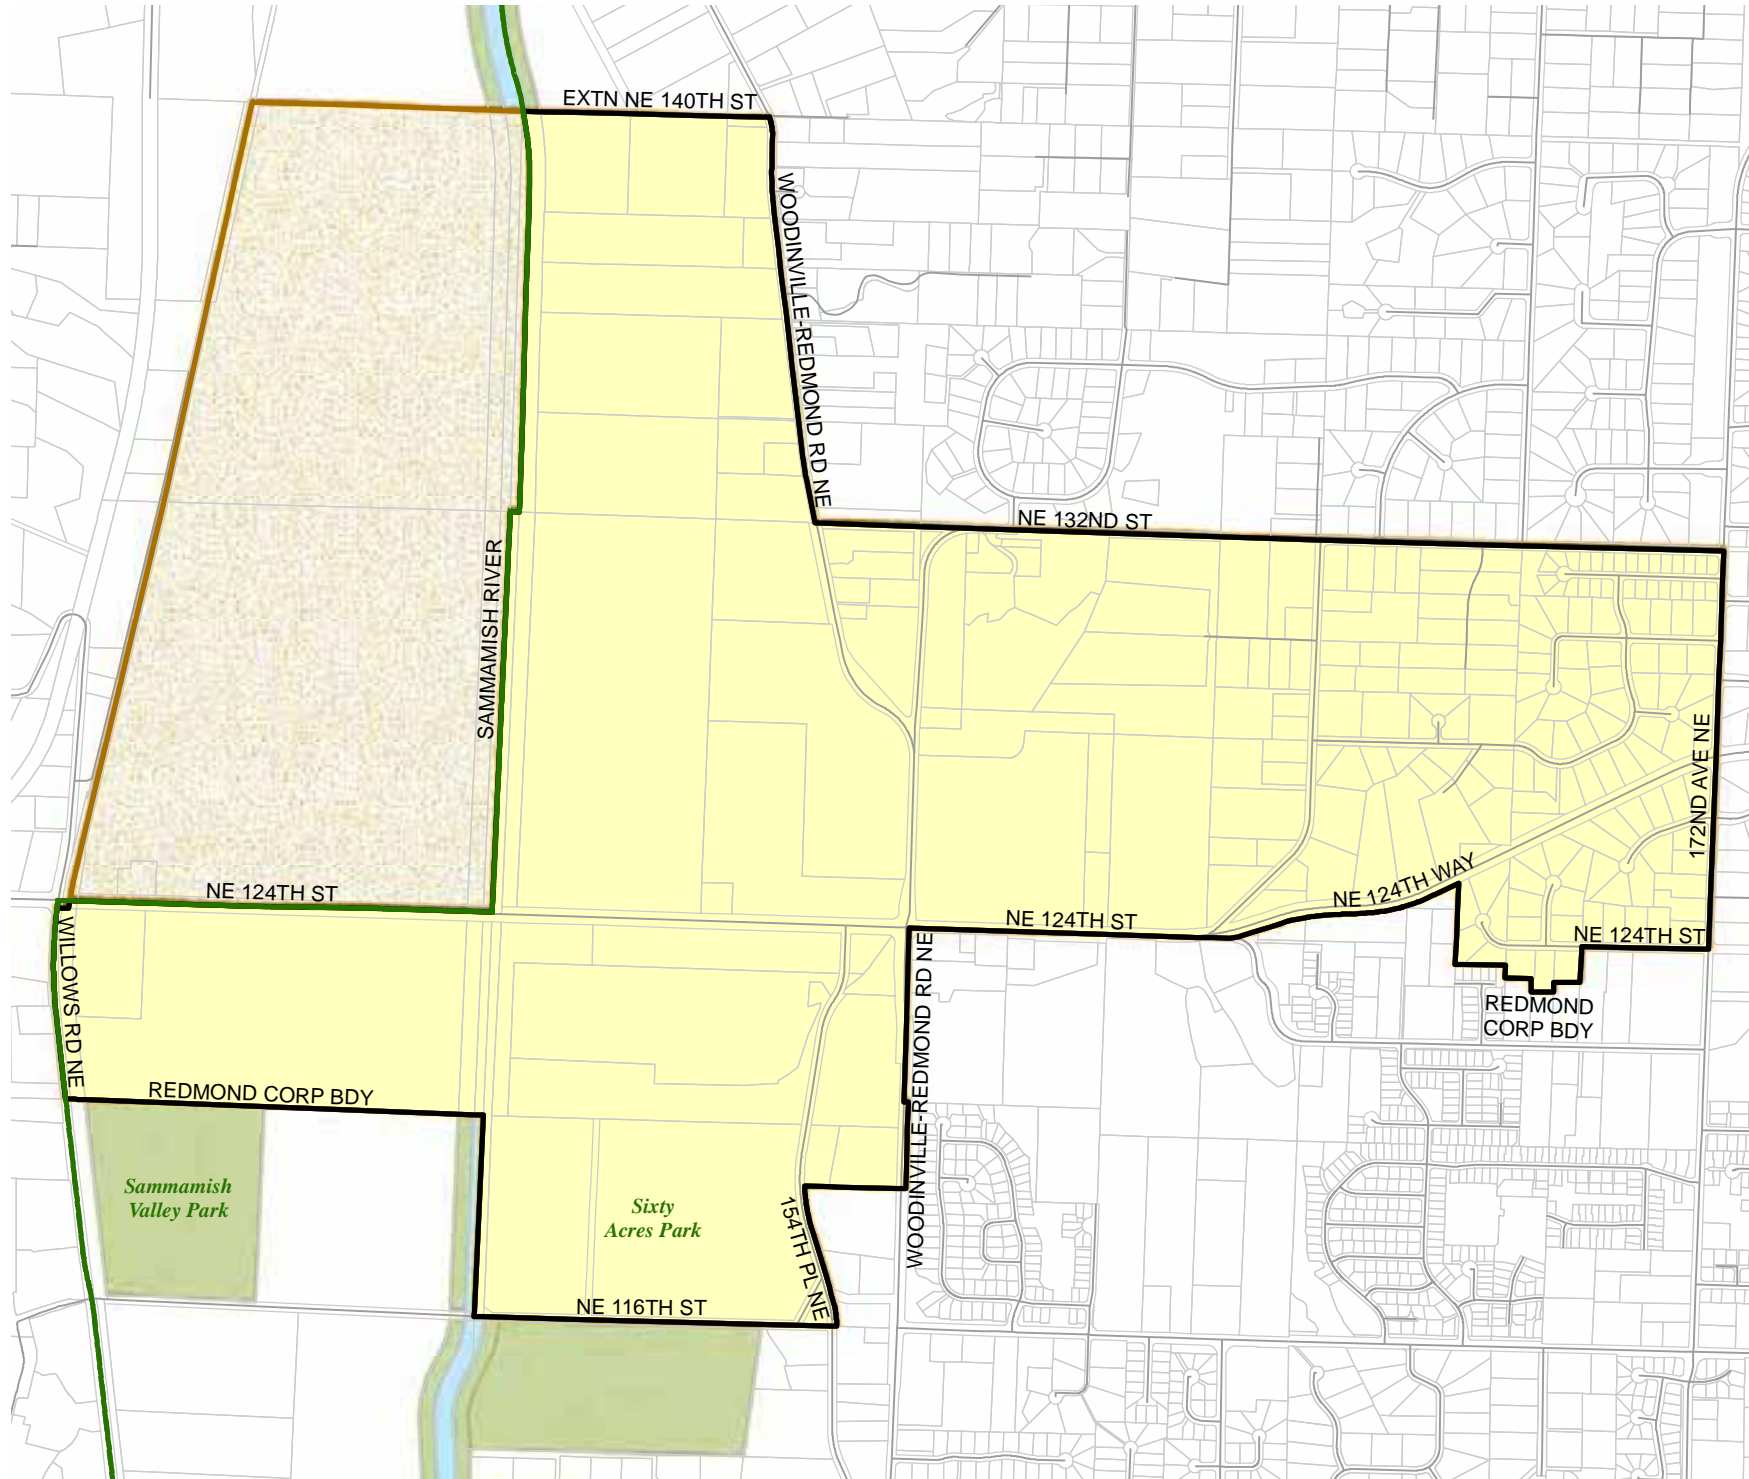 EXTN NE 140TH ST
WOODINVILLE-REDMOND RD NE
NE 132ND ST
SAMMAMISH RIVER
172ND AVE NE
NE 124TH WAY
NE 124TH ST
NE 124TH ST
NE 124TH ST
WILLOWS RD NE
WOODINVILLE-REDMOND RD NE
REDMOND
CORP BDY
REDMOND CORP BDY
Sammamish
Valley Park
Sixty
Acres Park
154TH PL NE
NE 116TH ST